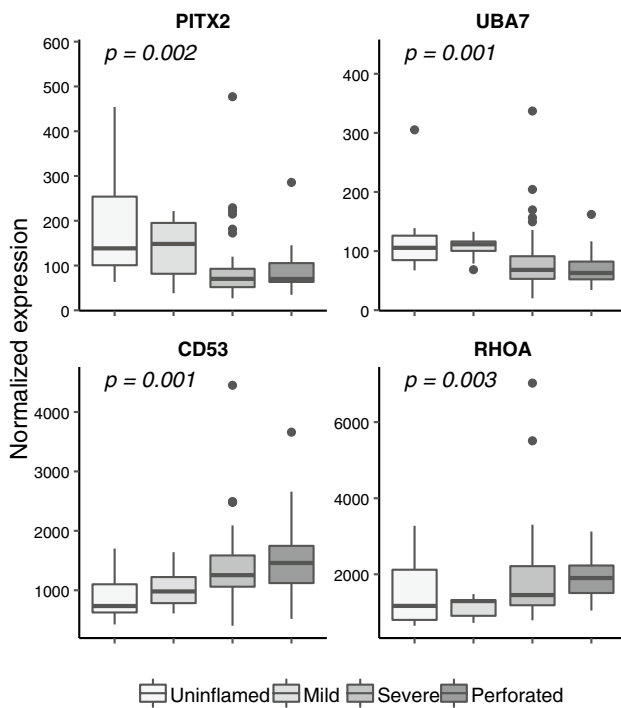 PITX2
UBA7
p = 0.002
p = 0.001
600
500
400
300
200
100
0
400
300
200
100
0
Normalized expression
CD53
RHOA
p = 0.001
p = 0.003
4000
3000
2000
1000
6000
4000
2000
Uninflamed Mild Severe Perforated